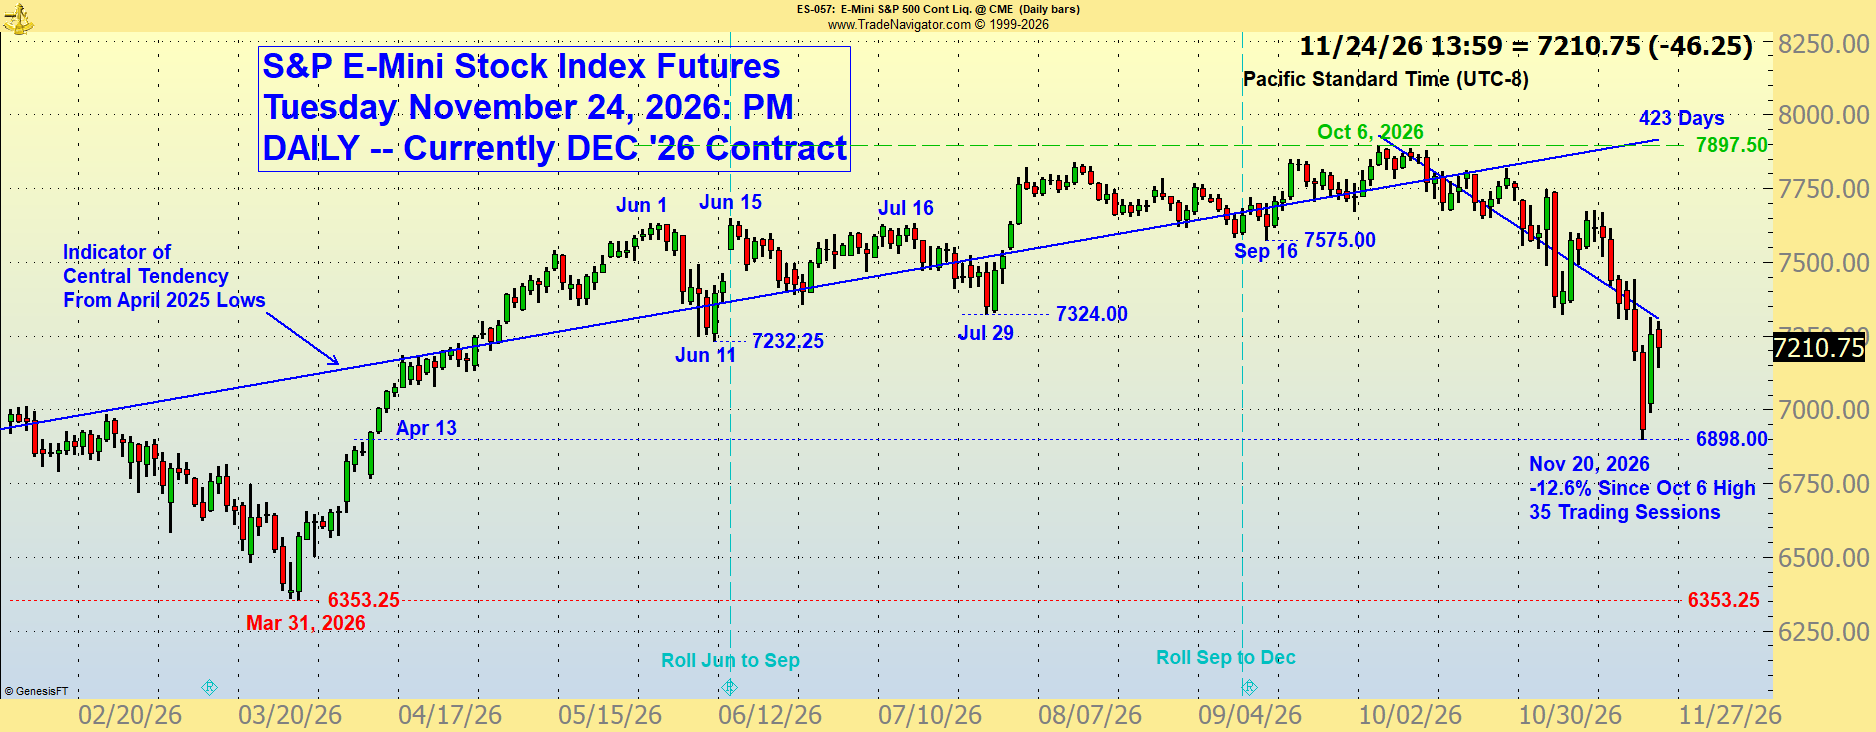 ES-057: E-Mini S&P 500 Cont Liq. @ CME (Daily bars)
www.TradeNavigator.com © 1999-2026
11/24/26 13:59 = 7210.75 (-46.25)
Pacific Standard Time (UTC-8)
S&P E-Mini Stock Index Futures
Tuesday November 24, 2026: PM
DAILY -- Currently DEC '26 Contract
8250.00
8000.00
7750.00
7500.00
7210.75
7000.00
6750.00
6500.00
6250.00
423 Days
Oct 6, 2026
7897.50
Jun 1
Jun 15
Jul 16
Indicator of
Central Tendency
From April 2025 Lows
Sep 16
7575.00
7324.00
Jul 29
7232.25
Jun 11
Apr 13
6898.00
Nov 20, 2026
-12.6% Since Oct 6 High
35 Trading Sessions
6353.25
6353.25
Mar 31, 2026
Roll Jun to Sep
Roll Sep to Dec
R
R
R
© GenesisFT
02/20/26
03/20/26
04/17/26
05/15/26
06/12/26
07/10/26
08/07/26
09/04/26
10/02/26
10/30/26
11/27/26